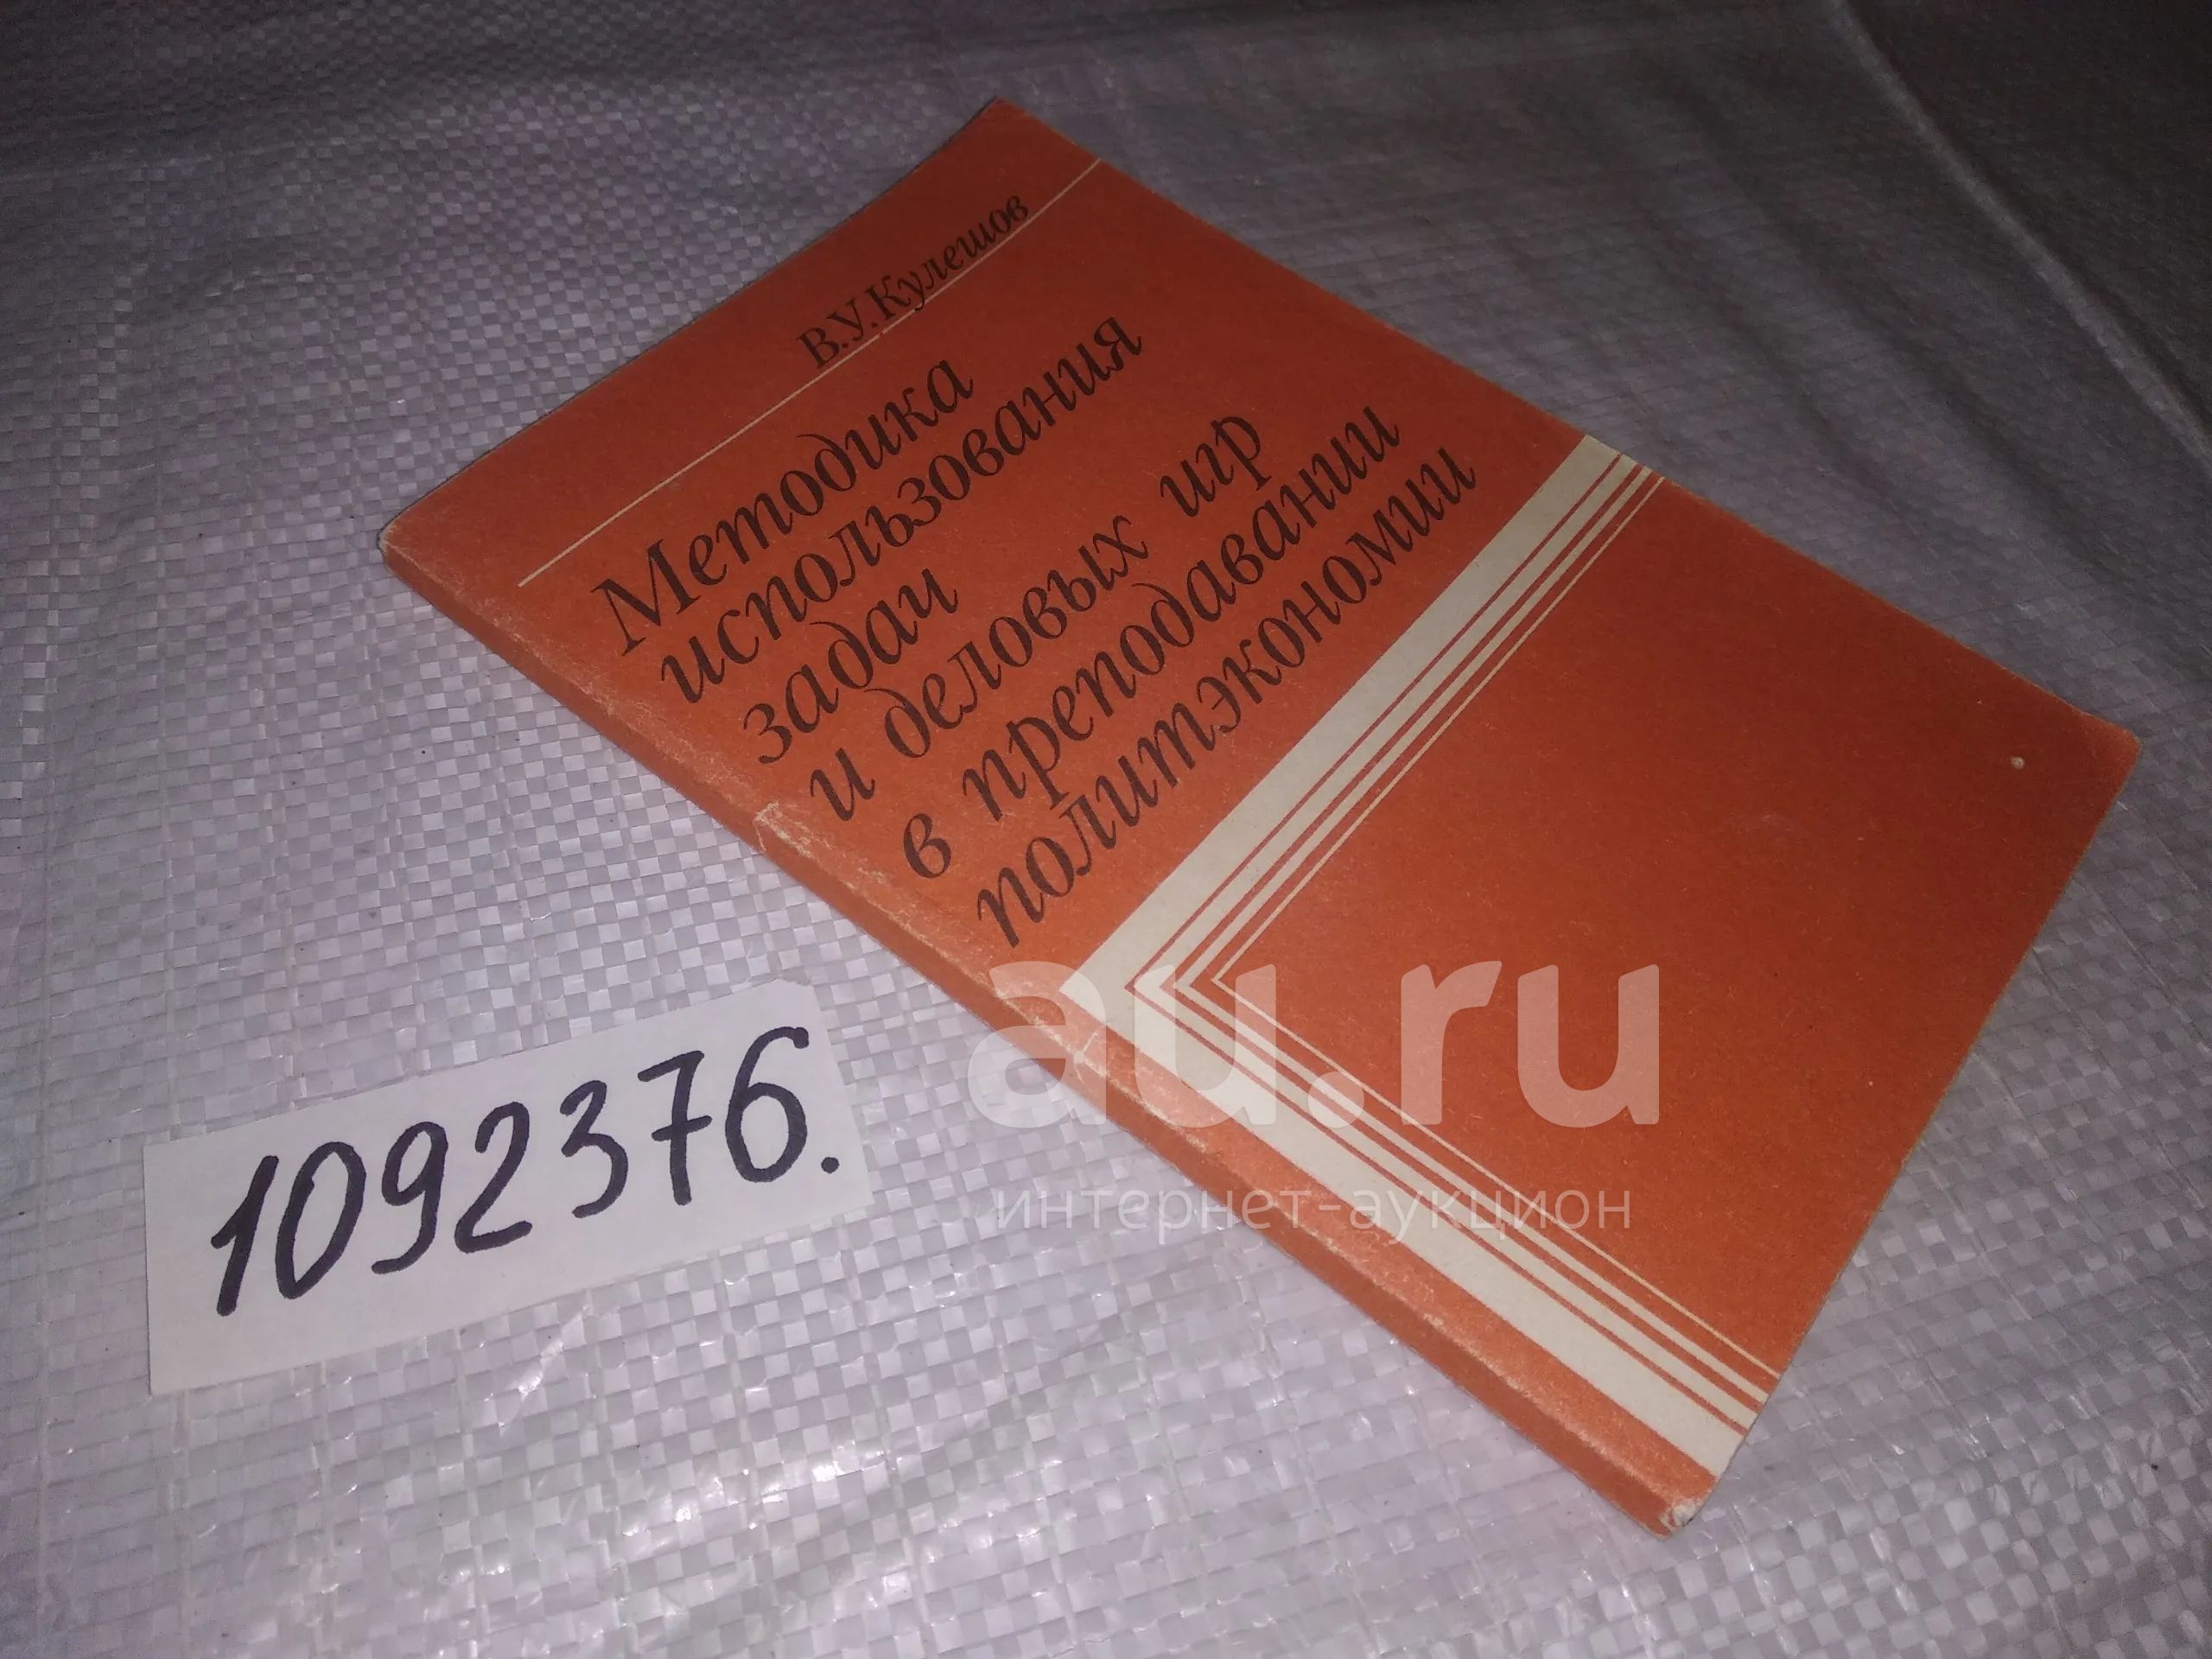 В.У.Кулешов
Методика
использования
задач
и деловых игр
в преподавании
политэкономии
au.ru
интернет-аукцион
1092376.